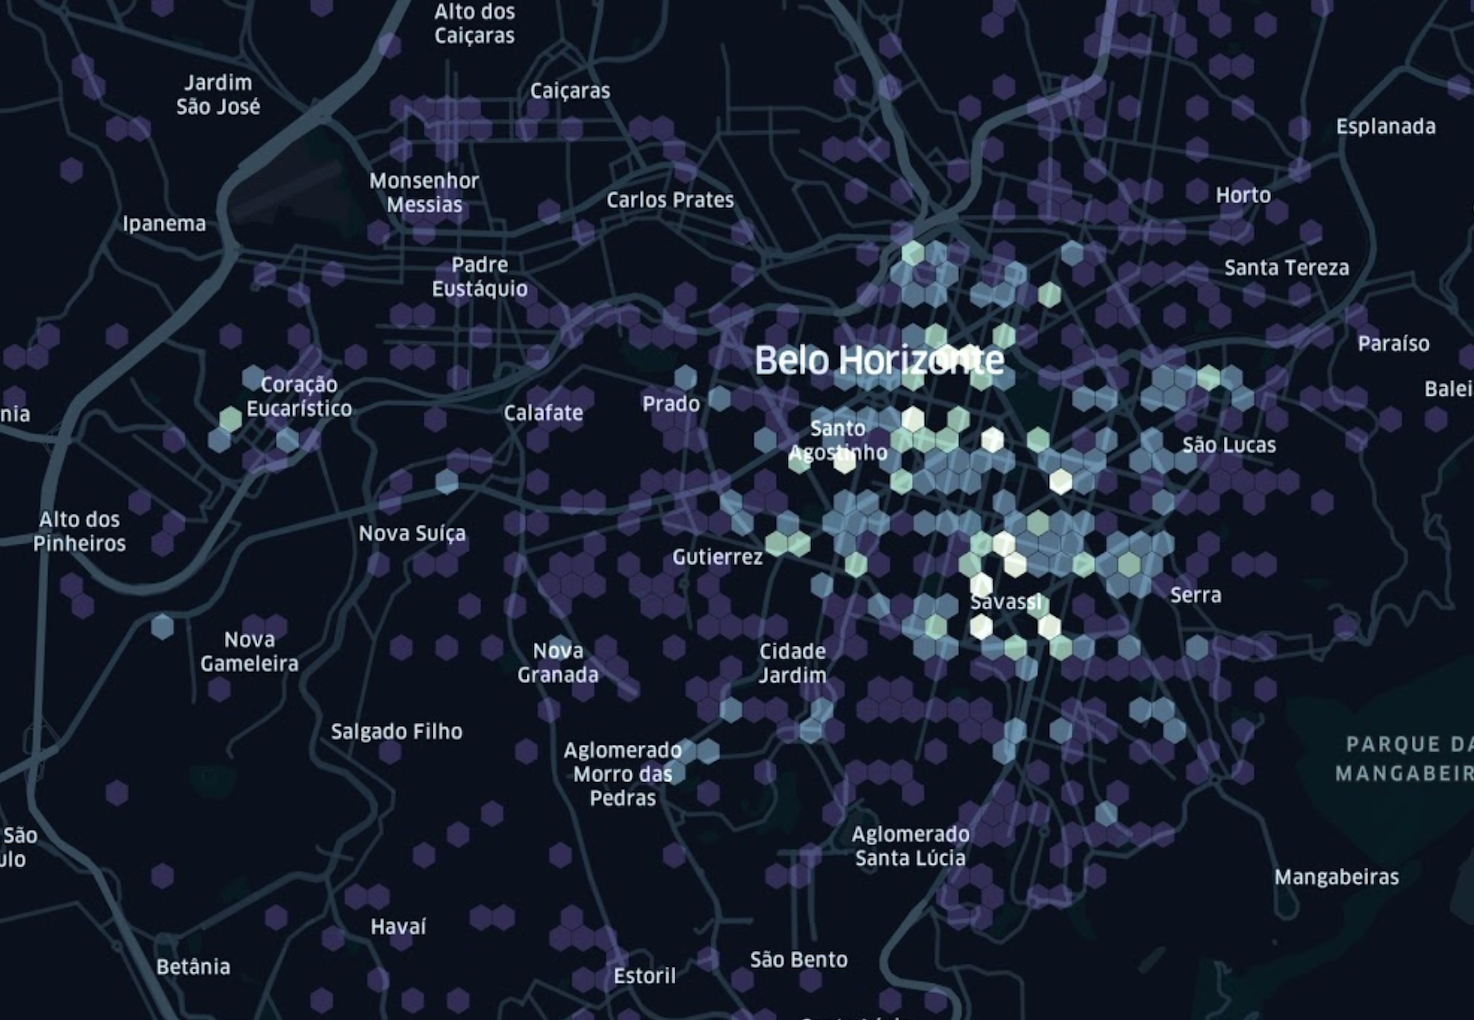 Alto dos
Caiçaras
Jardim
São José
Caiçaras
Esplanada
Monsenhor
Messias
Carlos Prates
Horto
Ipanema
Padre
Eustáquio
Santa Tereza
Belo Horizonte
Paraíso
Coração
Eucarístico
Calafate
Prado
Balei
nia
Santo
Agostinho
São Lucas
Alto dos
Pinheiros
Nova Suíça
Gutierrez
Savassi
Serra
Nova
Gameleira
Nova
Granada
Cidade
Jardim
Salgado Filho
Aglomerado
Morro das
Pedras
PARQUE DA
MANGABEIR
São
ulo
Aglomerado
Santa Lúcia
Mangabeiras
Havaí
Betânia
Estoril
São Bento